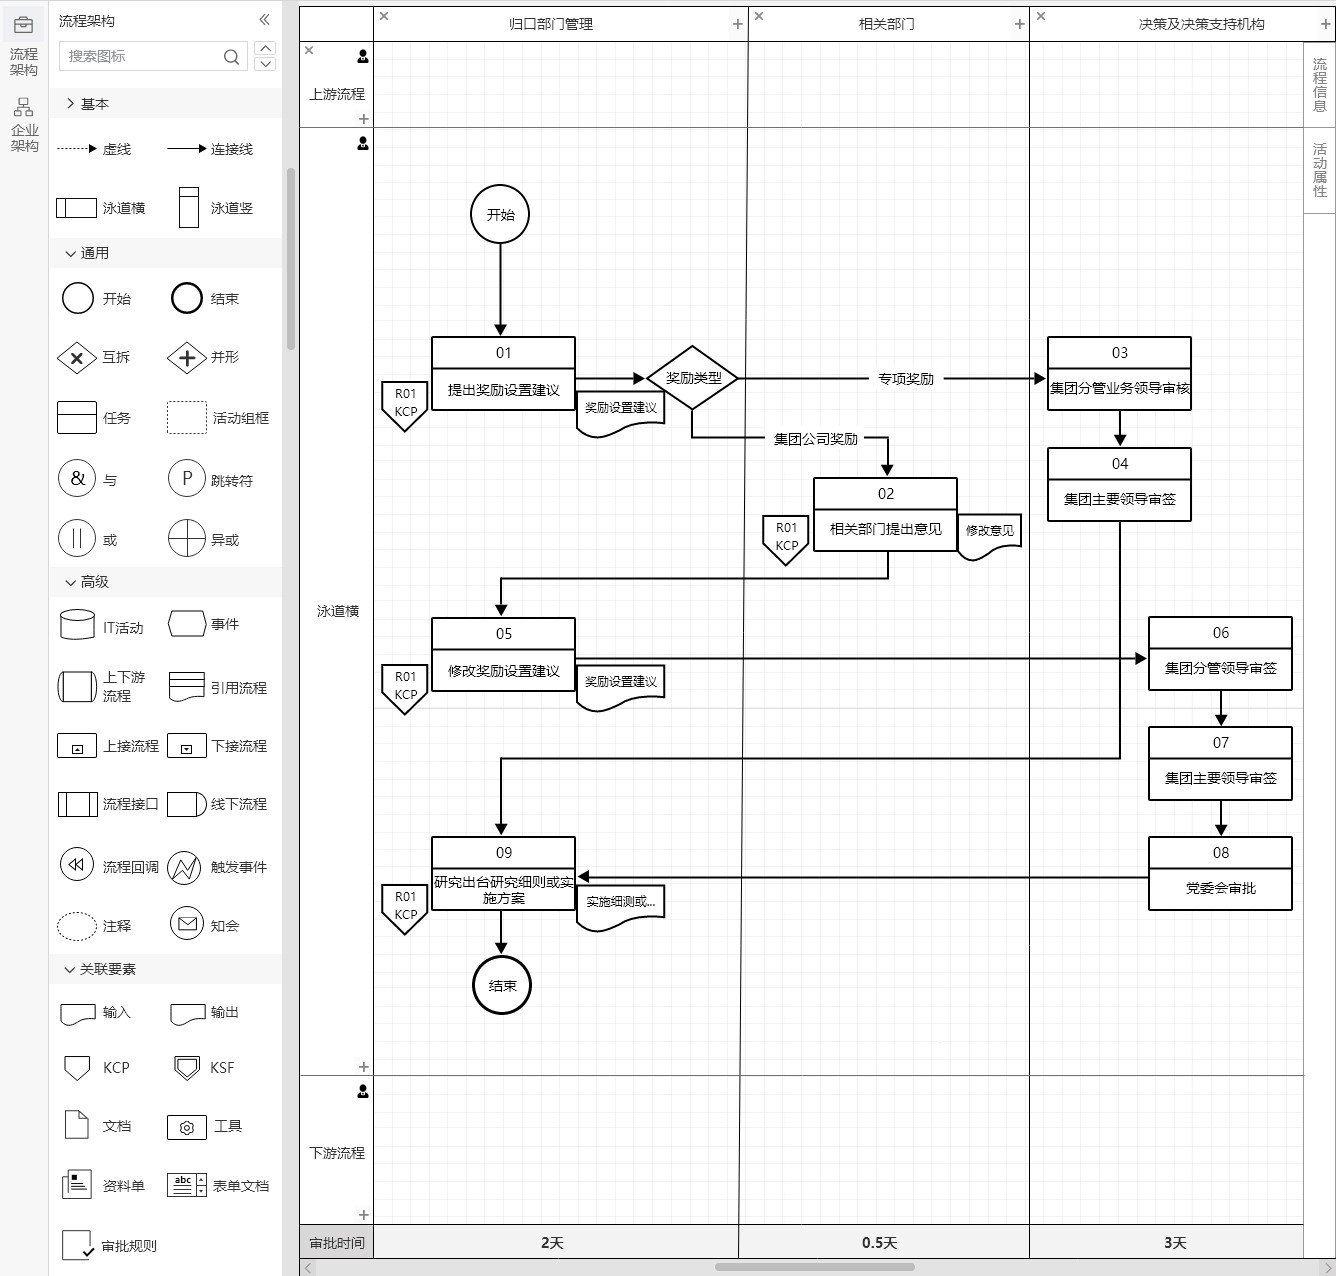 流程
架构
企业
架构
流程架构
搜索图标
基本
虚线
连接线
泳道横
泳道竖
通用
开始
结束
互拆
并形
任务
活动组框
&
与
P
跳转符
或
异或
高级
IT活动
事件
上下游
流程
引用流程
上接流程
下接流程
流程接口
线下流程
流程回调
触发事件
注释
知会
关联要素
输入
输出
KCP
KSF
文档
工具
资料单
abc
表单文档
审批规则
归口部门管理
相关部门
决策及决策支持机构
流程信息
活动属性
上游流程
泳道横
开始
01
提出奖励设置建议
R01
KCP
奖励设置建议
奖励类型
专项奖励
集团公司奖励
03
集团分管业务领导审核
04
集团主要领导审签
02
相关部门提出意见
R01
KCP
修改意见
05
修改奖励设置建议
R01
KCP
奖励设置建议
06
集团分管领导审签
07
集团主要领导审签
08
党委会审批
09
研究出台研究细则或实
施方案
R01
KCP
实施细测或...
结束
下游流程
审批时间
2天
0.5天
3天